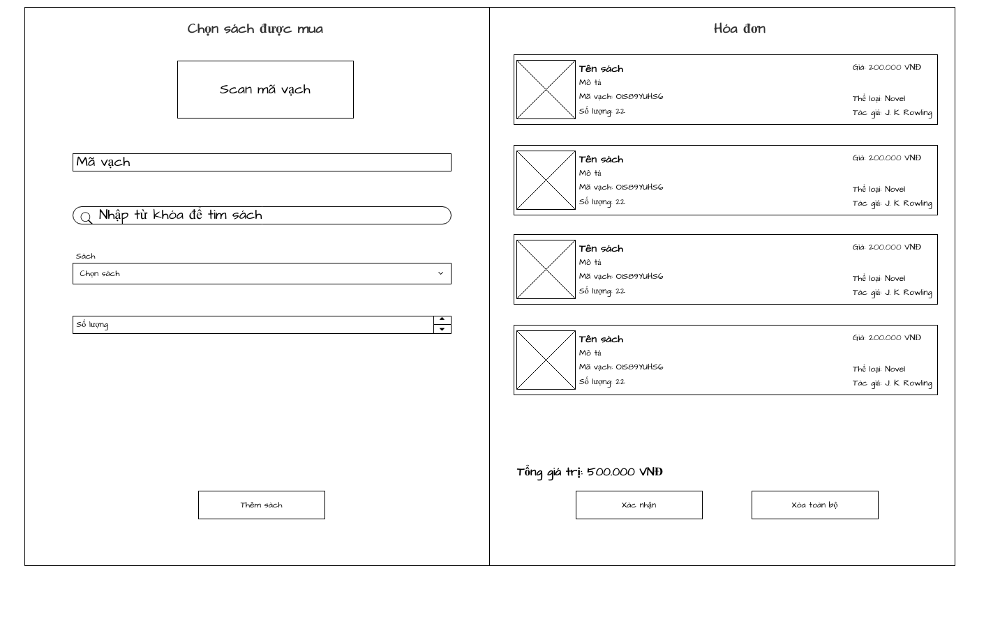 Chọn sách được mua
Scan mã vạch
Mã vạch
Nhập từ khóa để tìm sách
Sách
Chọn sách
Số lượng
Thêm sách
Hóa đơn
Tên sách
Mô tả
Mã vạch: OIS89YUHS6
Số lượng: 22
Giá: 200.000 VNĐ
Thể loại: Novel
Tác giả: J. K. Rowling
Tên sách
Mô tả
Mã vạch: OIS89YUHS6
Số lượng: 22
Giá: 200.000 VNĐ
Thể loại: Novel
Tác giả: J. K. Rowling
Tên sách
Mô tả
Mã vạch: OIS89YUHS6
Số lượng: 22
Giá: 200.000 VNĐ
Thể loại: Novel
Tác giả: J. K. Rowling
Tên sách
Mô tả
Mã vạch: OIS89YUHS6
Số lượng: 22
Giá: 200.000 VNĐ
Thể loại: Novel
Tác giả: J. K. Rowling
Tổng giá trị: 500.000 VNĐ
Xác nhận
Xóa toàn bộ